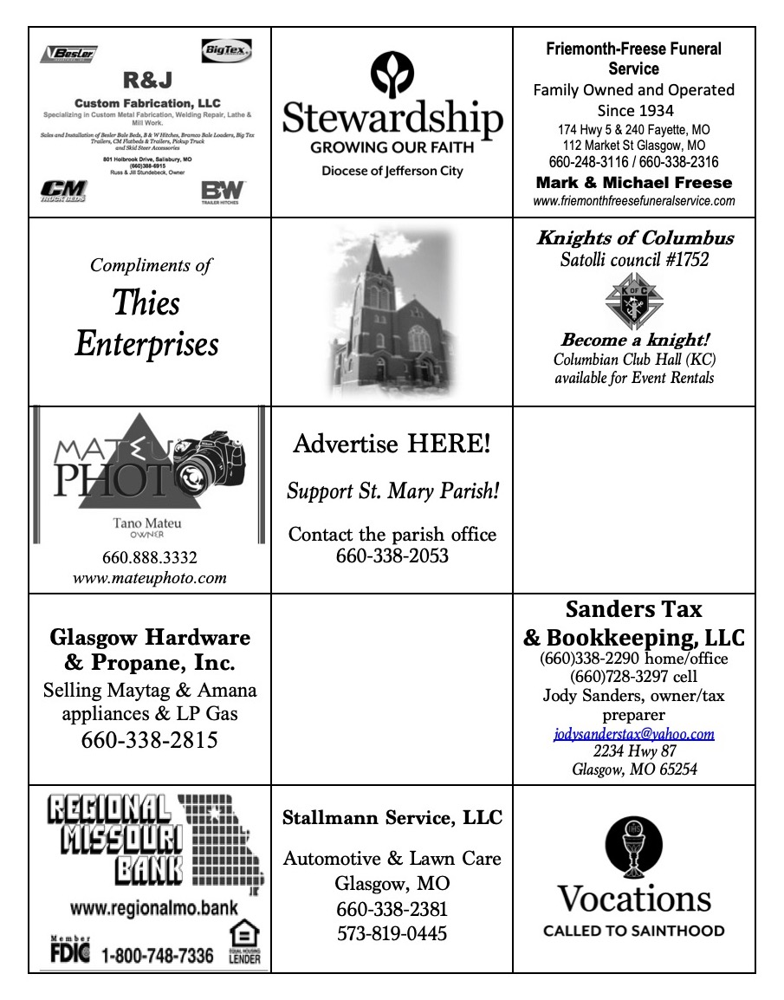 Besler
BigTex
R&J
Custom Fabrication, LLC
Specializing in Custom Metal Fabrication, Welding Repair, Lathe &
Mill Work.
Sales and Installation of Besler Bale Beds, B & W Hitches, Bramco Bale Loaders, Big Tex
Trailers, CM Flatbeds & Trailers, Pickup Truck
and Skid Steer Accessories
801 Holbrook Drive, Salisbury, MO
(660)388-6915
Russ & Jill Stundebeck, Owner
CM
TRUCK BEDS
B&W
TRAILER HITCHES
Stewardship
GROWING OUR FAITH
Diocese of Jefferson City
Friemonth-Freese Funeral
Service
Family Owned and Operated
Since 1934
174 Hwy 5 & 240 Fayette, MO
112 Market St Glasgow, MO
660-248-3116 / 660-338-2316
Mark & Michael Freese
www.friemonthfreesefuneralservice.com
Compliments of
Thies
Enterprises
Knights of Columbus
Satolli council #1752
K OF C
Become a knight!
Columbian Club Hall (KC)
available for Event Rentals
MATEU
PHOTO
Tano Mateu
OWNER
660.888.3332
www.mateuphoto.com
Advertise HERE!
Support St. Mary Parish!
Contact the parish office
660-338-2053
Glasgow Hardware
& Propane, Inc.
Selling Maytag & Amana
appliances & LP Gas
660-338-2815
Sanders Tax
& Bookkeeping, LLC
(660)338-2290 home/office
(660)728-3297 cell
Jody Sanders, owner/tax
preparer
jodysanderstax@yahoo.com
2234 Hwy 87
Glasgow, MO 65254
REGIONAL
MISSOURI
BANK
www.regionalmo.bank
Member
FDIC
1-800-748-7336
EQUAL HOUSING
LENDER
Stallmann Service, LLC
Automotive & Lawn Care
Glasgow, MO
660-338-2381
573-819-0445
IHS
Vocations
CALLED TO SAINTHOOD